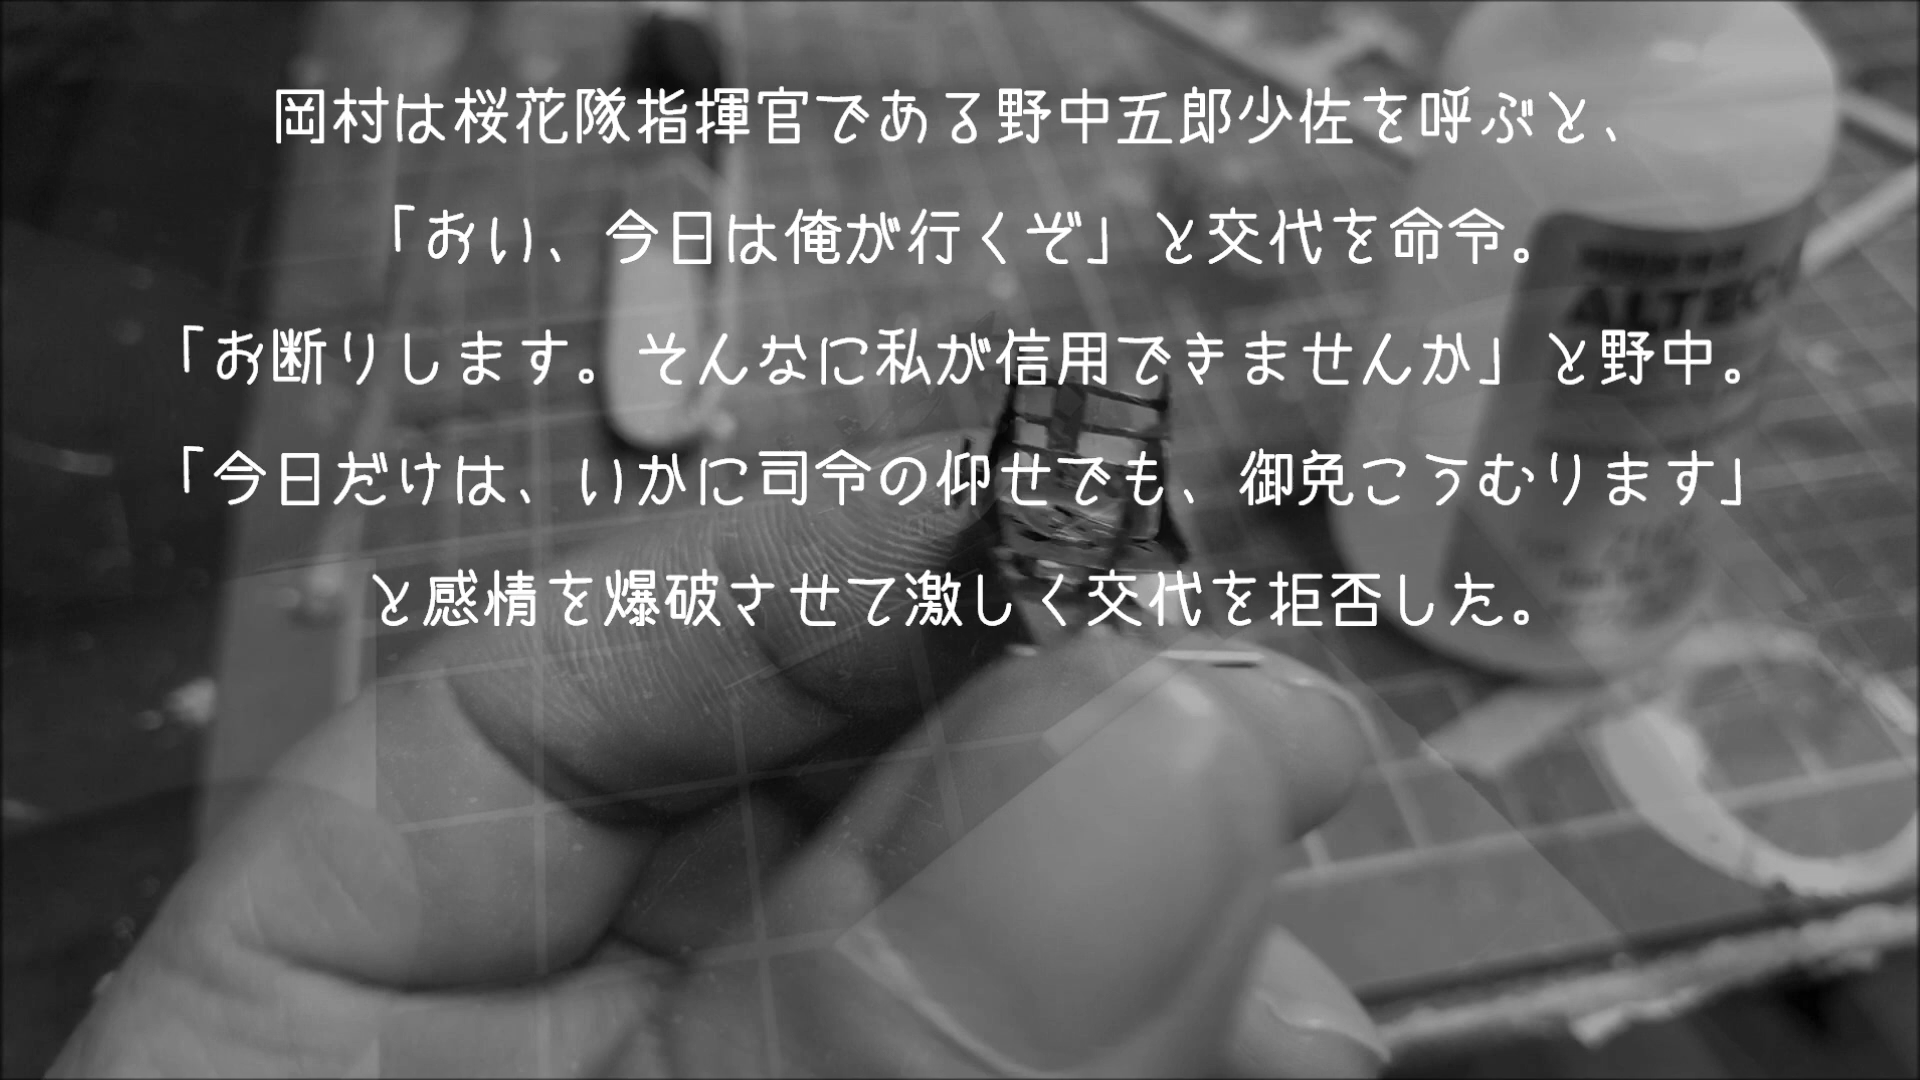 岡村は桜花隊指揮官である野中五郎少佐を呼ぶと、
「おい、今日は俺が行くぞ」と交代を命令。
「お断りします。そんなに私が信用できませんか」と野中。
「今日だけは、いかに司令の仰せでも、御免こうむります」
と感情を爆破させて激しく交代を拒否した。